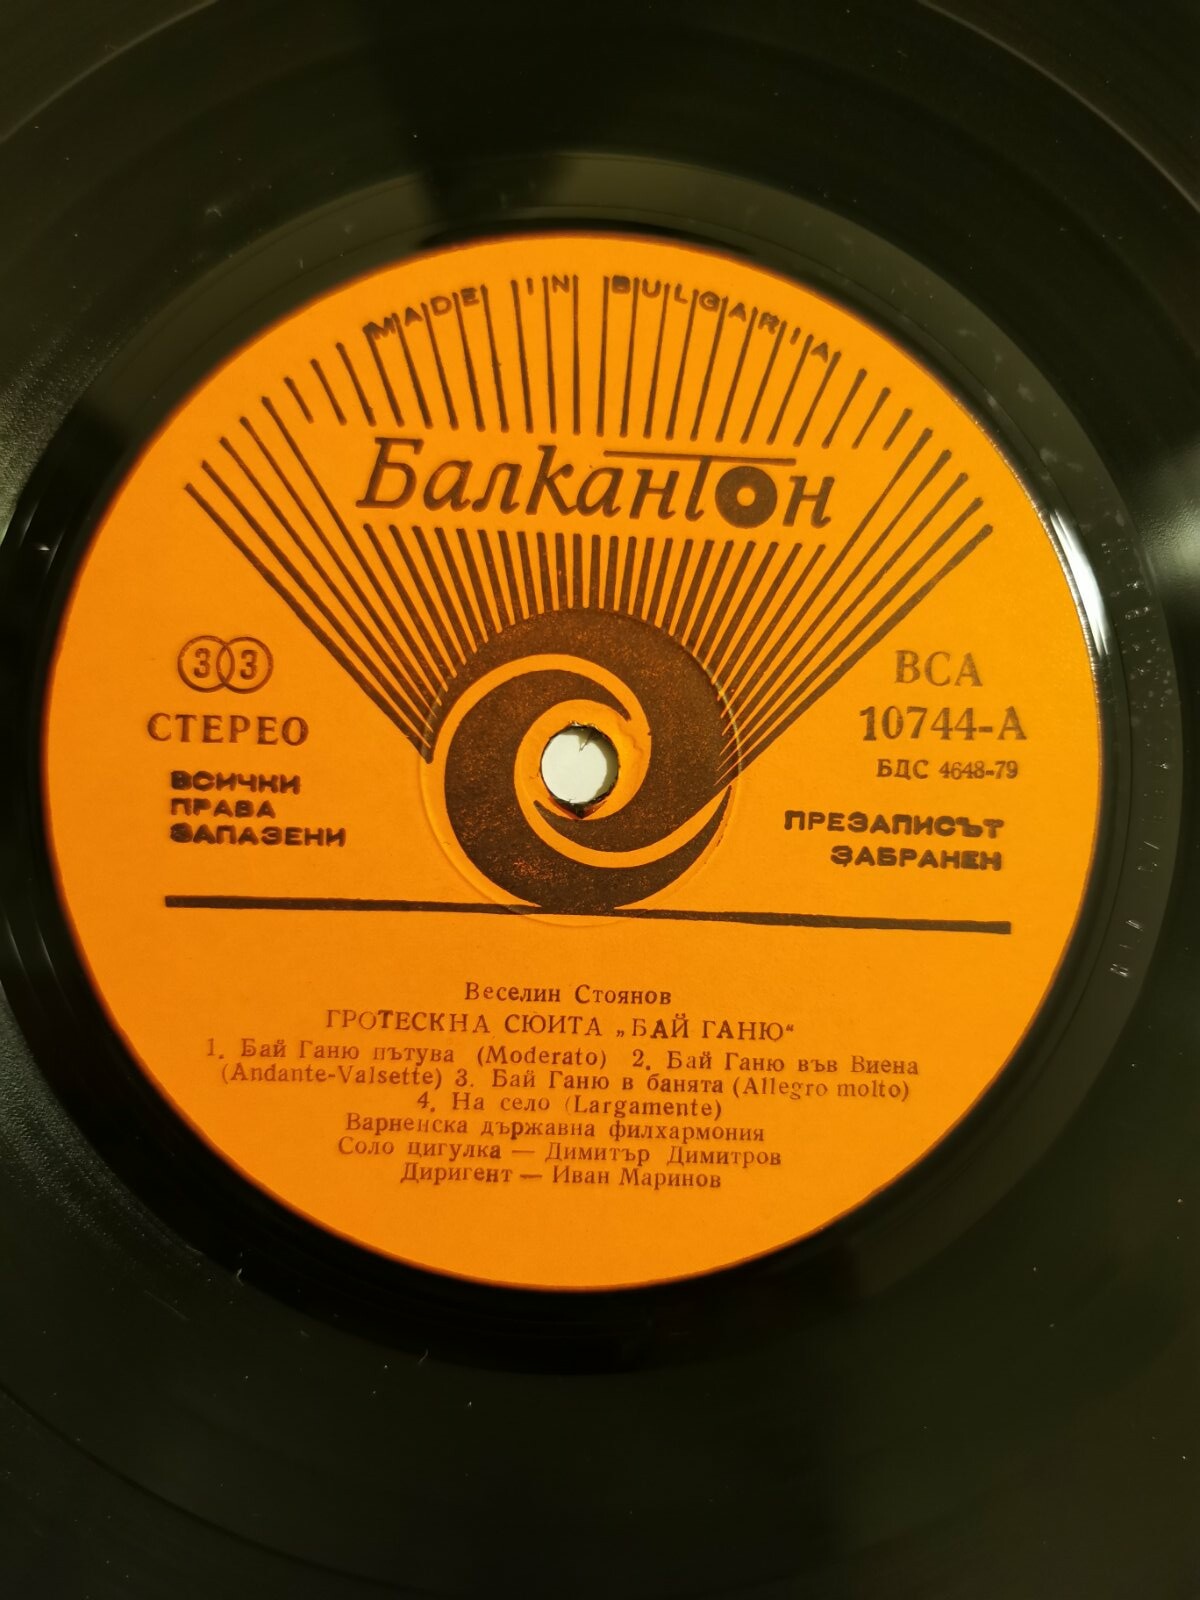 MADE IN BULGARIA
Балкантон
33
СТЕРЕО
ВСИЧКИ
ПРАВА
ЗАПАЗЕНИ
ВСА
10744-А
БДС 4648-79
ПРЕЗАПИСЪТ
ЗАБРАНЕН
Веселин Стоянов
ГРОТЕСКНА СЮИТА „БАЙ ГАНЮ“
1. Бай Ганю пътува (Moderato) 2. Бай Ганю във Виена
(Andante-Valsette) 3. Бай Ганю в банята (Allegro molto)
4. На село (Largamente)
Варненска държавна филхармония
Соло цигулка — Димитър Димитров
Диригент — Иван Маринов